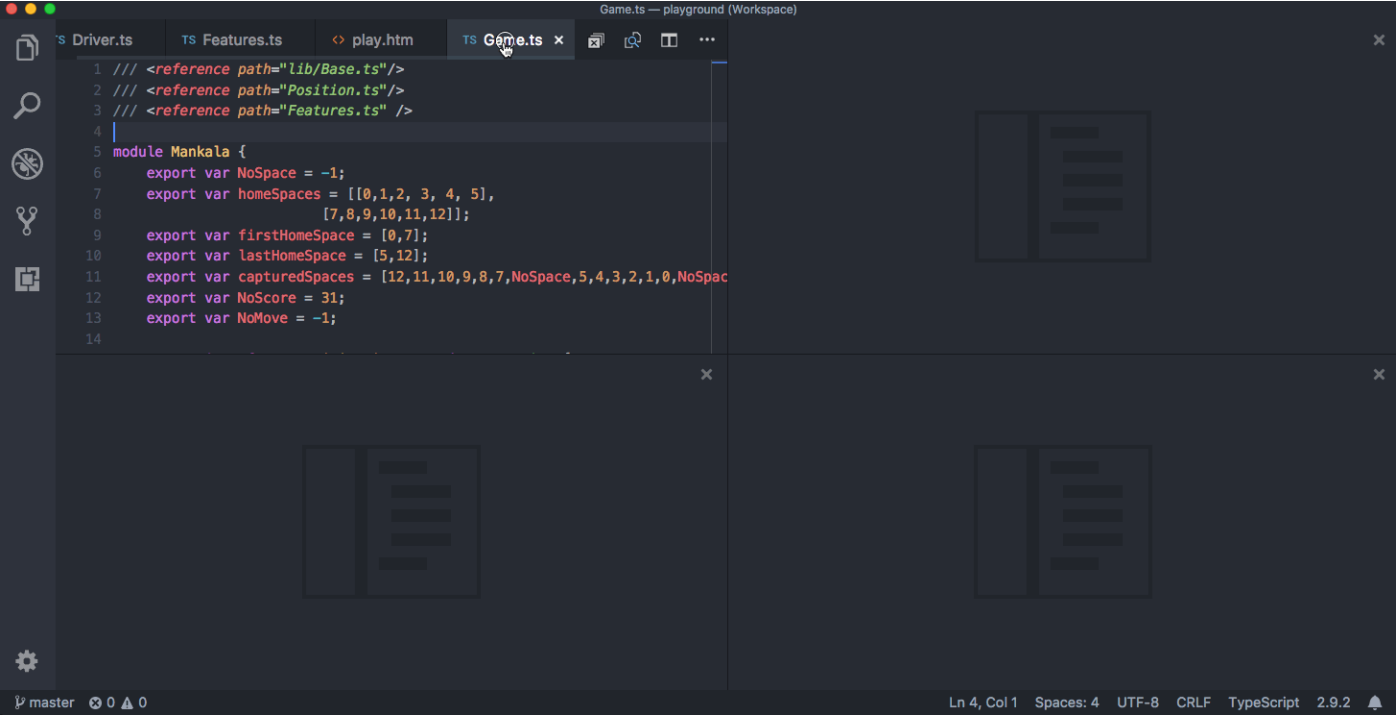 Game.ts — playground (Workspace)
TS Driver.ts
TS Features.ts
<> play.htm
TS Game.ts
1 /// <reference path="lib/Base.ts"/>
2 /// <reference path="Position.ts"/>
3 /// <reference path="Features.ts" />
4
5 module Mankala {
6     export var NoSpace = -1;
7     export var homeSpaces = [[0,1,2, 3, 4, 5],
8                          [7,8,9,10,11,12]];
9     export var firstHomeSpace = [0,7];
10     export var lastHomeSpace = [5,12];
11     export var capturedSpaces = [12,11,10,9,8,7,NoSpace,5,4,3,2,1,0,NoSpac
12     export var NoScore = 31;
13     export var NoMove = -1;
14
master 0 0 Ln 4, Col 1 Spaces: 4 UTF-8 CRLF TypeScript 2.9.2